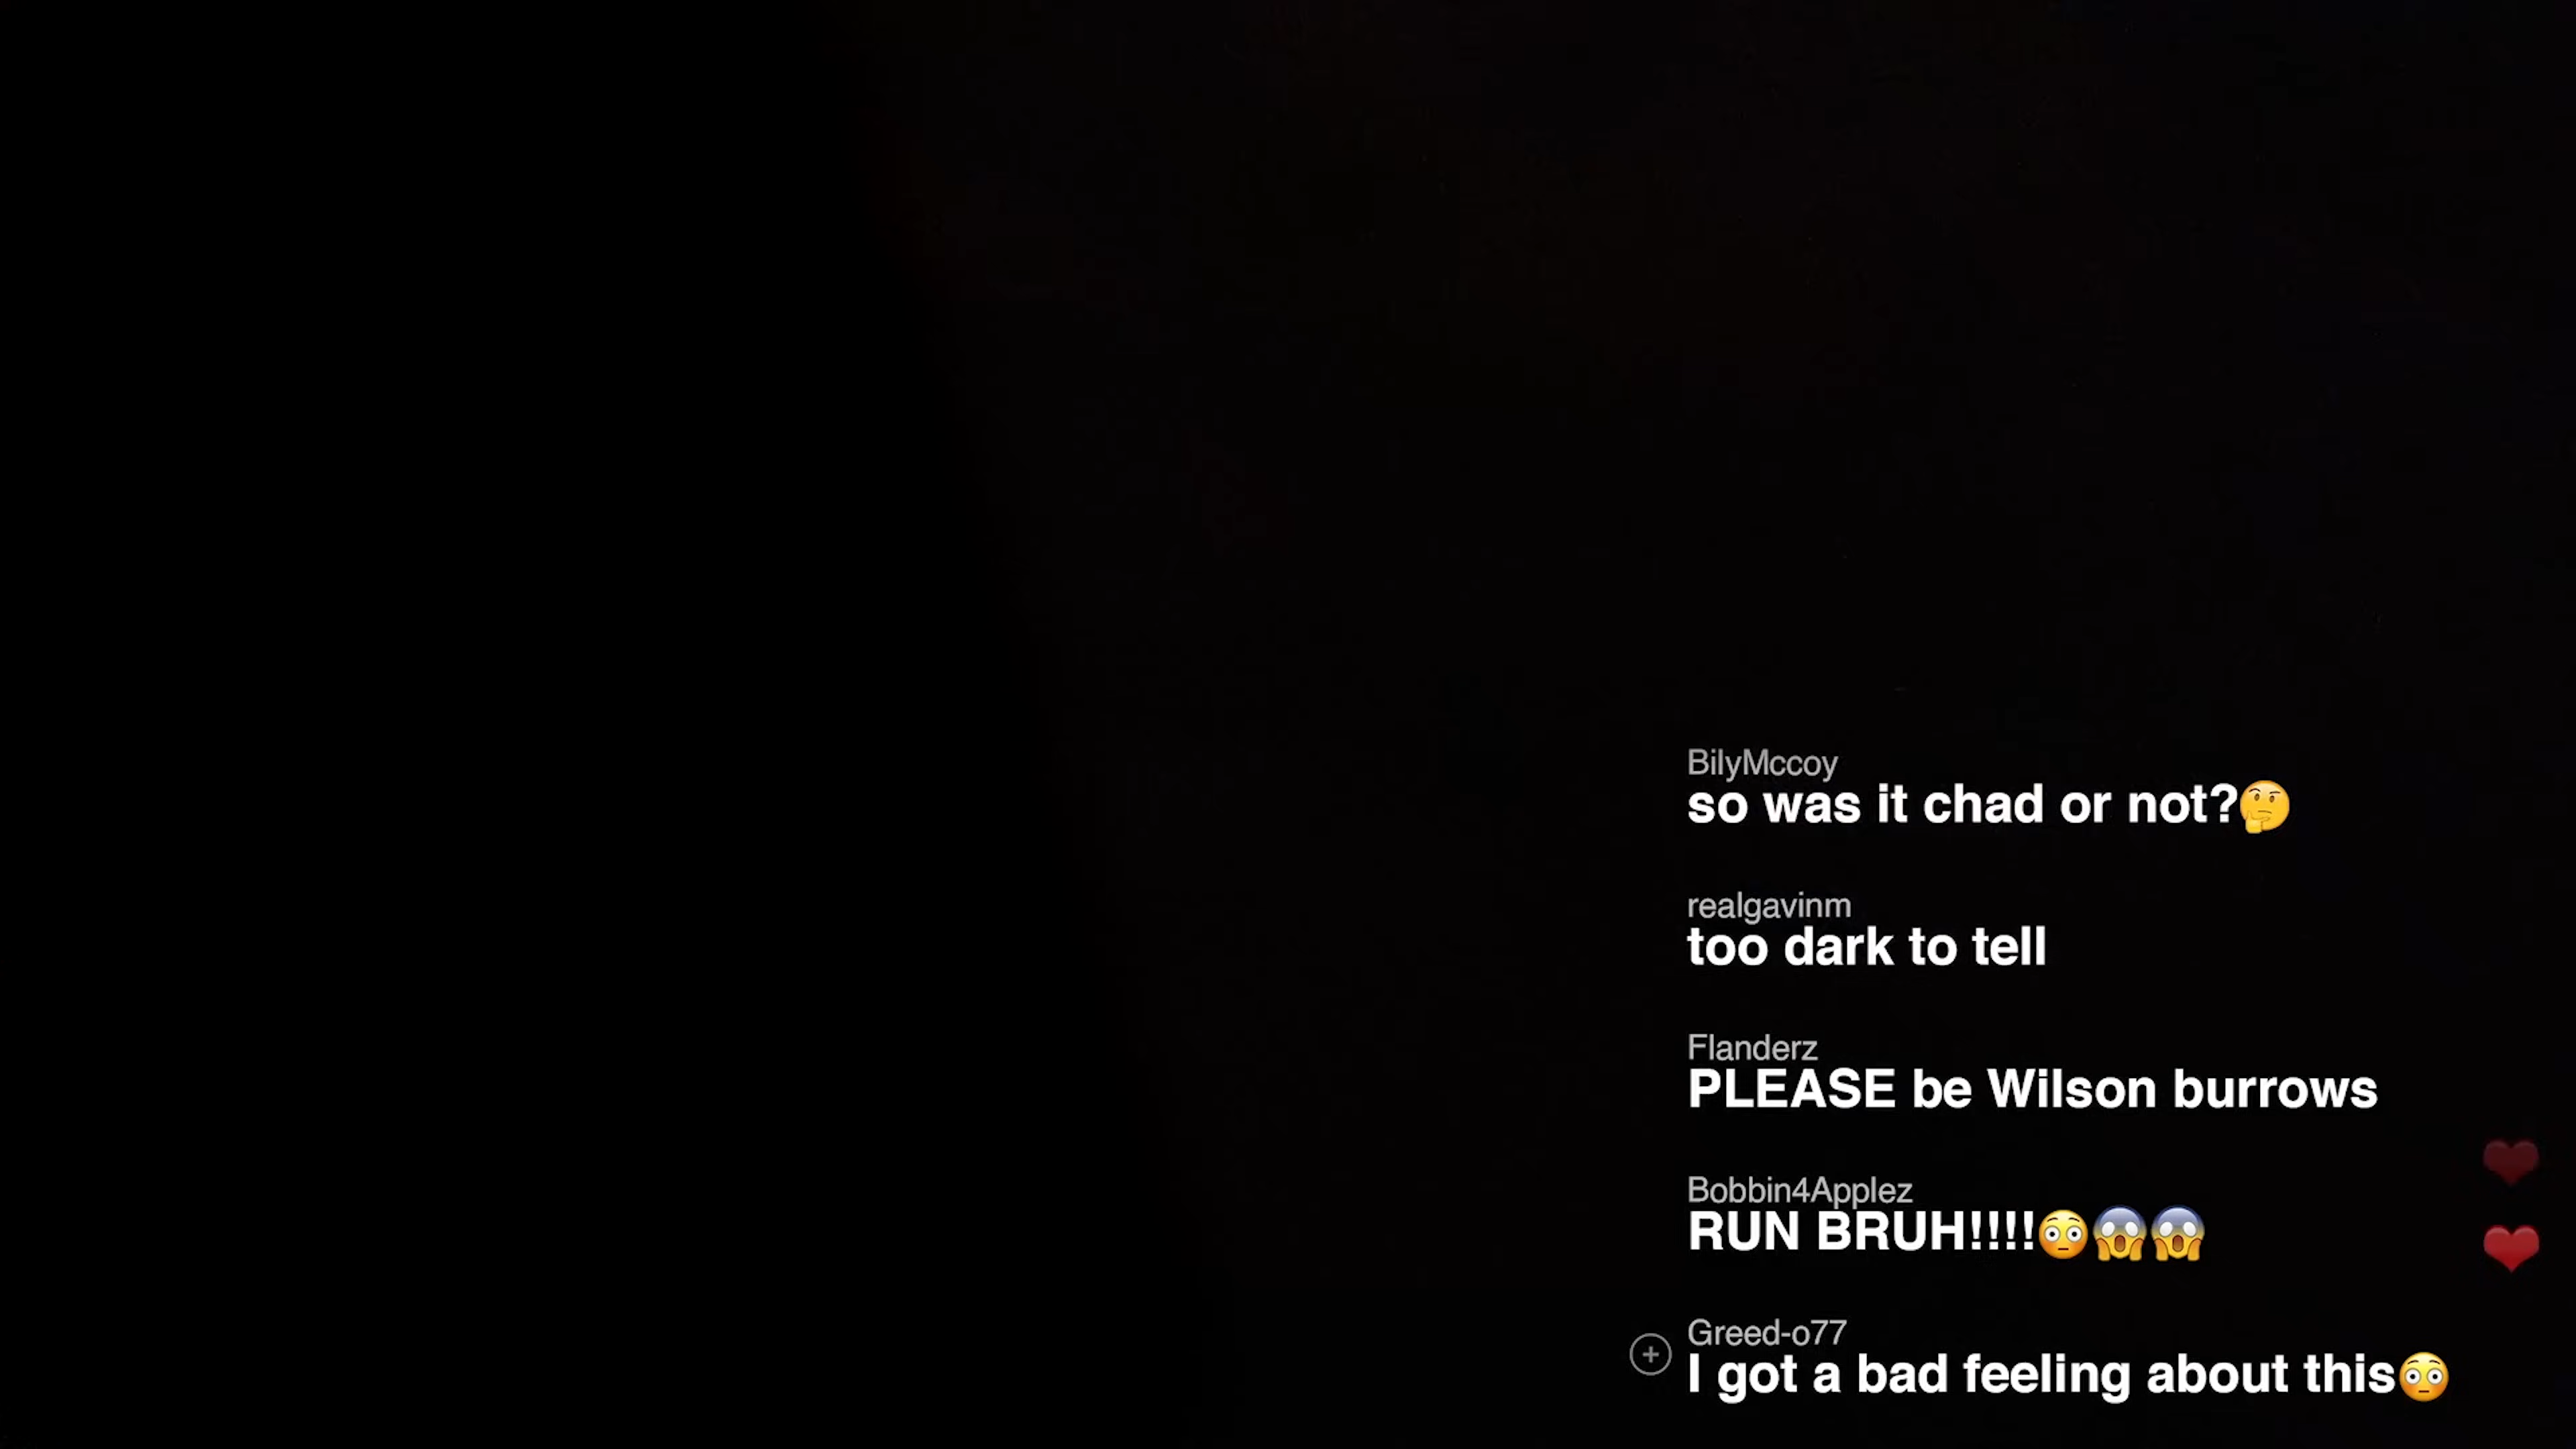 BilyMccoy
so was it chad or not?🤔
realgavinm
too dark to tell
Flanderz
PLEASE be Wilson burrows
Bobbin4Applez
RUN BRUH!!!!😳😱😱
Greed-o77
I got a bad feeling about this😳